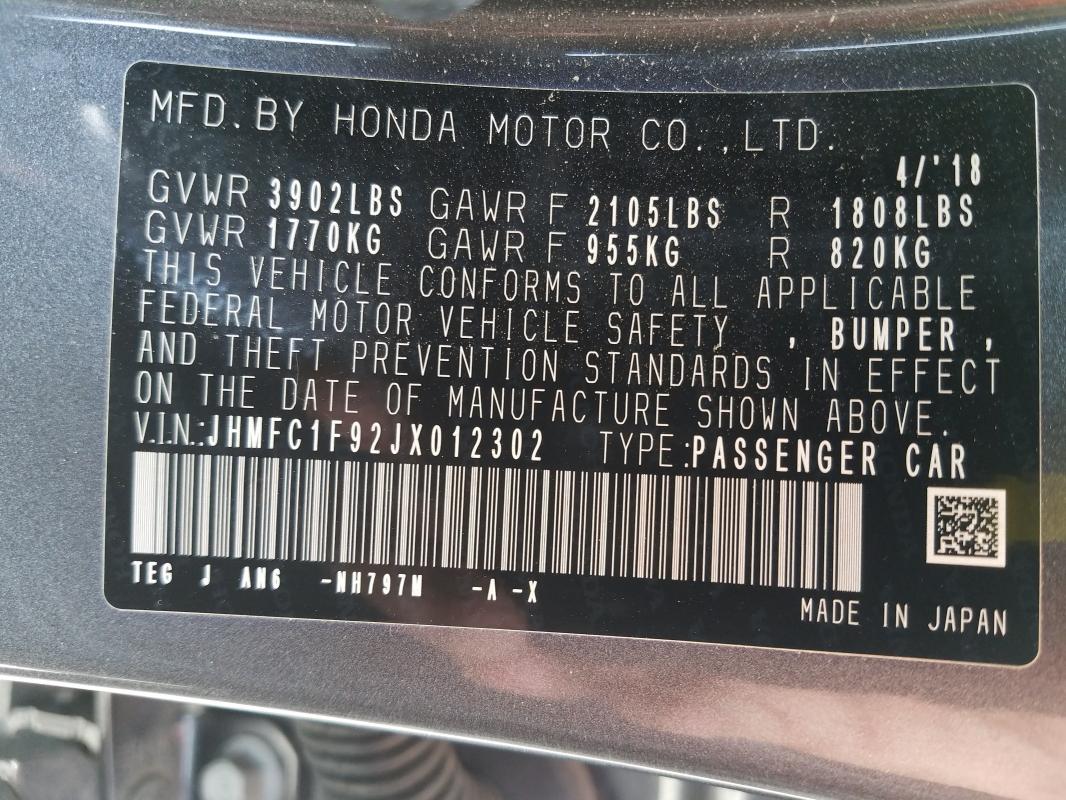 MFD.BY HONDA MOTOR CO.,LTD.
4/'18
GVWR 3902LBS GAWR F 2105LBS R 1808LBS
GVWR 1770KG GAWR F 955KG R 820KG
THIS VEHICLE CONFORMS TO ALL APPLICABLE
FEDERAL MOTOR VEHICLE SAFETY , BUMPER ,
AND THEFT PREVENTION STANDARDS IN EFFECT
ON THE DATE OF MANUFACTURE SHOWN ABOVE.
V.I.N.:JHMFC1F92JX012302 TYPE:PASSENGER CAR
TEG J AN6 -NH797M -A -X
MADE IN JAPAN